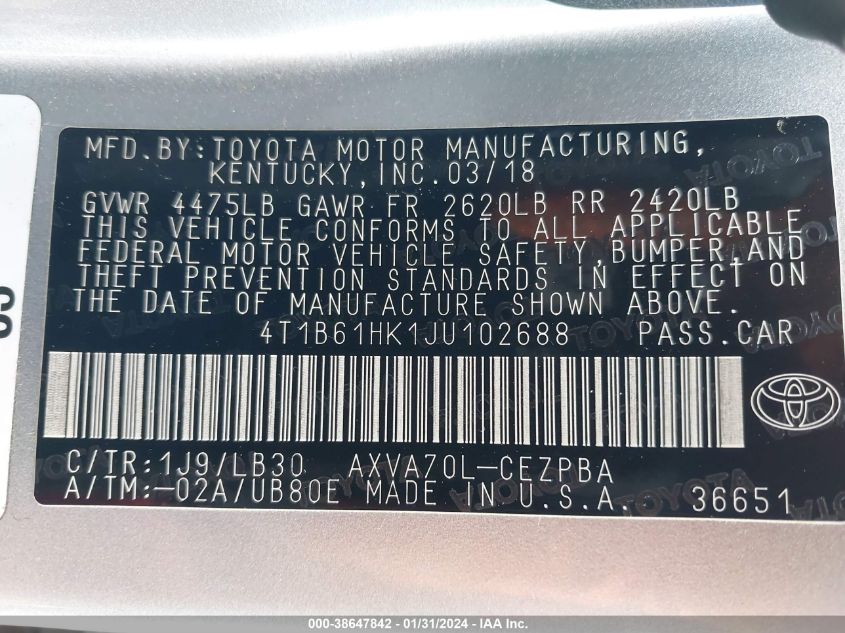 MFD.BY:TOYOTA MOTOR MANUFACTURING,
KENTUCKY,INC.03/18
GVWR 4475LB GAWR FR 2620LB RR 2420LB
THIS VEHICLE CONFORMS TO ALL APPLICABLE
FEDERAL MOTOR VEHICLE SAFETY,BUMPER,AND
THEFT PREVENTION STANDARDS IN EFFECT ON
THE DATE OF MANUFACTURE SHOWN ABOVE.
4T1B61HK1JU102688 PASS.CAR
C/TR:1J9/LB30 AXVA70L-CEZPBA
A/TM:-02A/UB80E MADE IN U.S.A. 36651
000-38647842 - 01/31/2024 - IAA Inc.